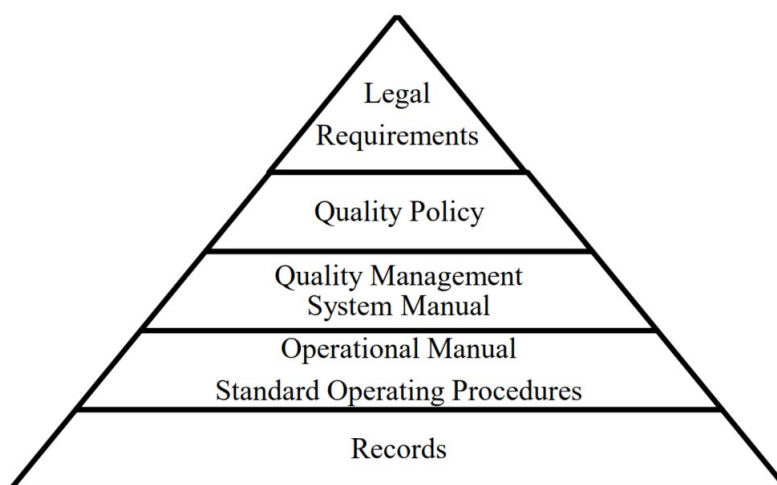 Legal
Requirements
Quality Policy
Quality Management
System Manual
Operational Manual
Standard Operating Procedures
Records